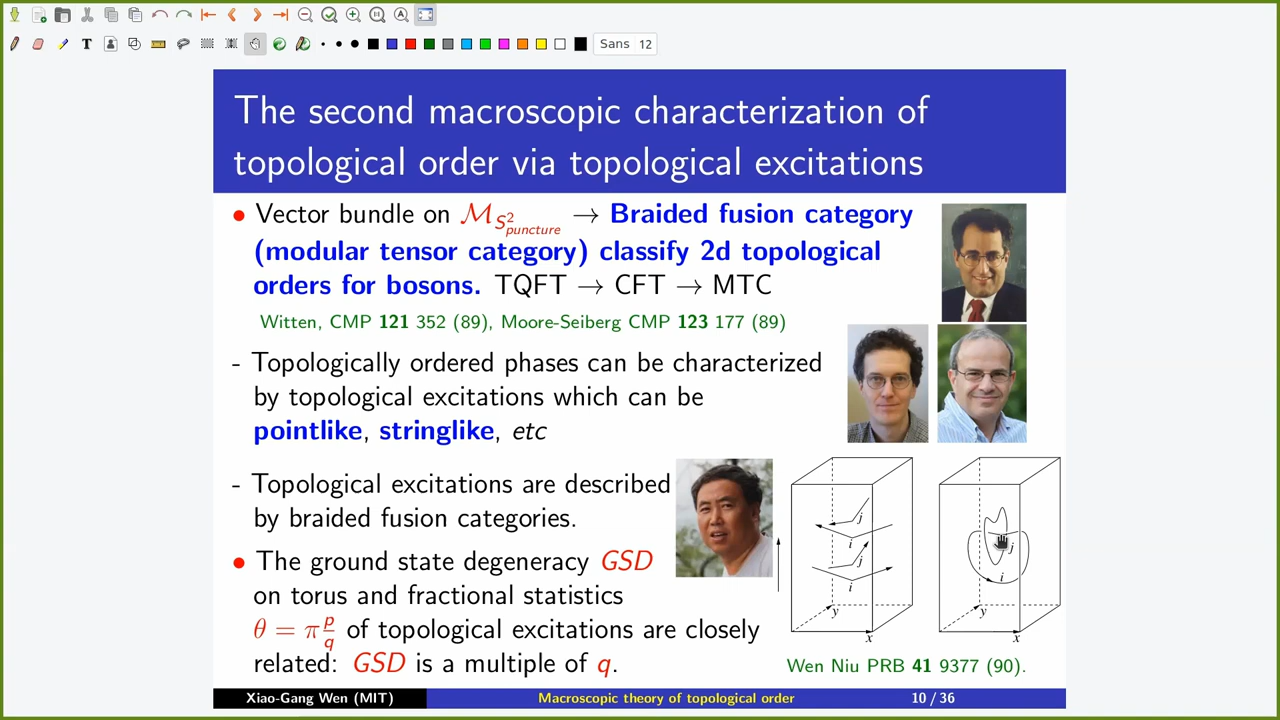 Sans 12
The second macroscopic characterization of
topological order via topological excitations
• Vector bundle on M_{S^2_{puncture}} → Braided fusion category
(modular tensor category) classify 2d topological
orders for bosons. TQFT → CFT → MTC
Witten, CMP 121 352 (89), Moore-Seiberg CMP 123 177 (89)
- Topologically ordered phases can be characterized
by topological excitations which can be
pointlike, stringlike, etc
- Topological excitations are described
by braided fusion categories.
• The ground state degeneracy GSD
on torus and fractional statistics
θ = π p/q of topological excitations are closely
related: GSD is a multiple of q.
j
i
j
i
y
x
j
i
y
x
Wen Niu PRB 41 9377 (90).
Xiao-Gang Wen (MIT) Macroscopic theory of topological order 10 / 36